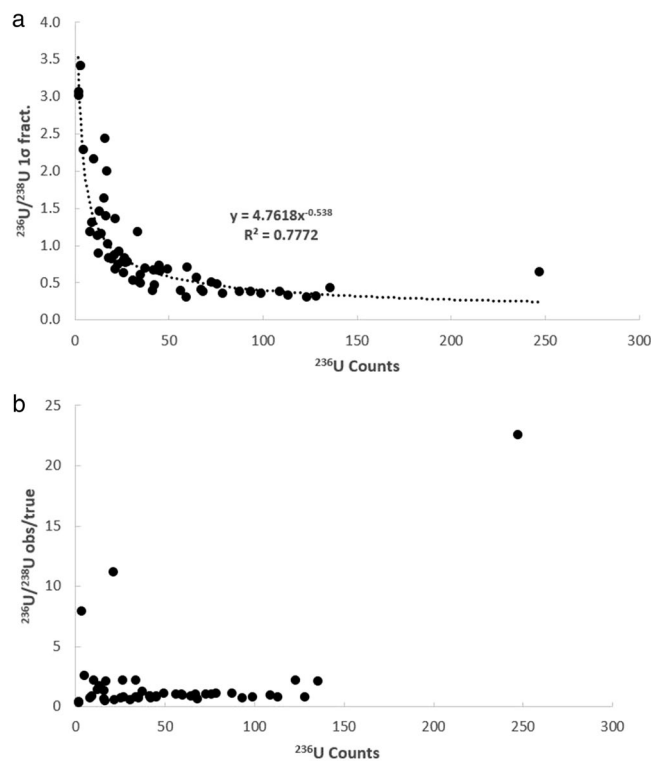 a
4.0
3.5
3.0
2.5
2.0
1.5
1.0
0.5
0.0
²³⁶U/²³⁸U 1σ fract.
y = 4.7618x⁻⁰·⁵³⁸
R² = 0.7772
0 50 100 150 200 250 300
²³⁶U Counts
b
25
20
15
10
5
0
²³⁶U/²³⁸U obs/true
0 50 100 150 200 250 300
²³⁶U Counts